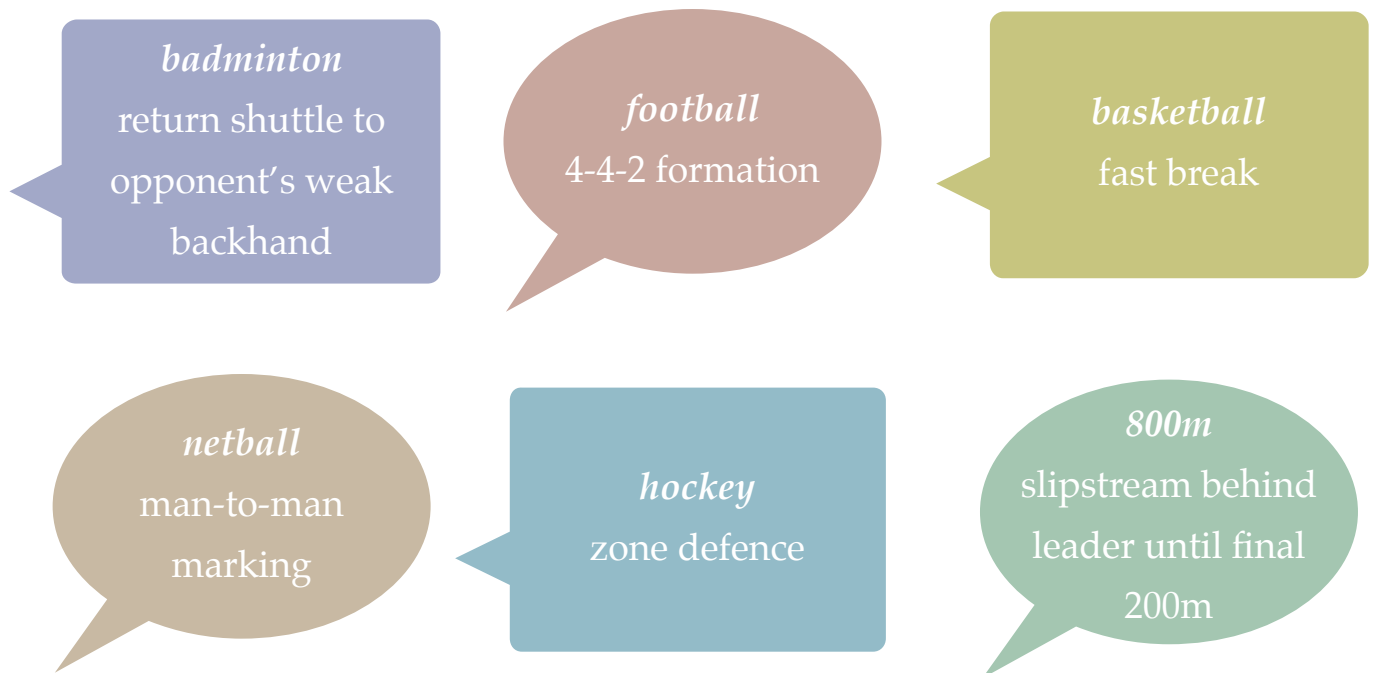 badminton
return shuttle to
opponent's weak
backhand
football
4-4-2 formation
basketball
fast break
netball
man-to-man
marking
hockey
zone defence
800m
slipstream behind
leader until final
200m